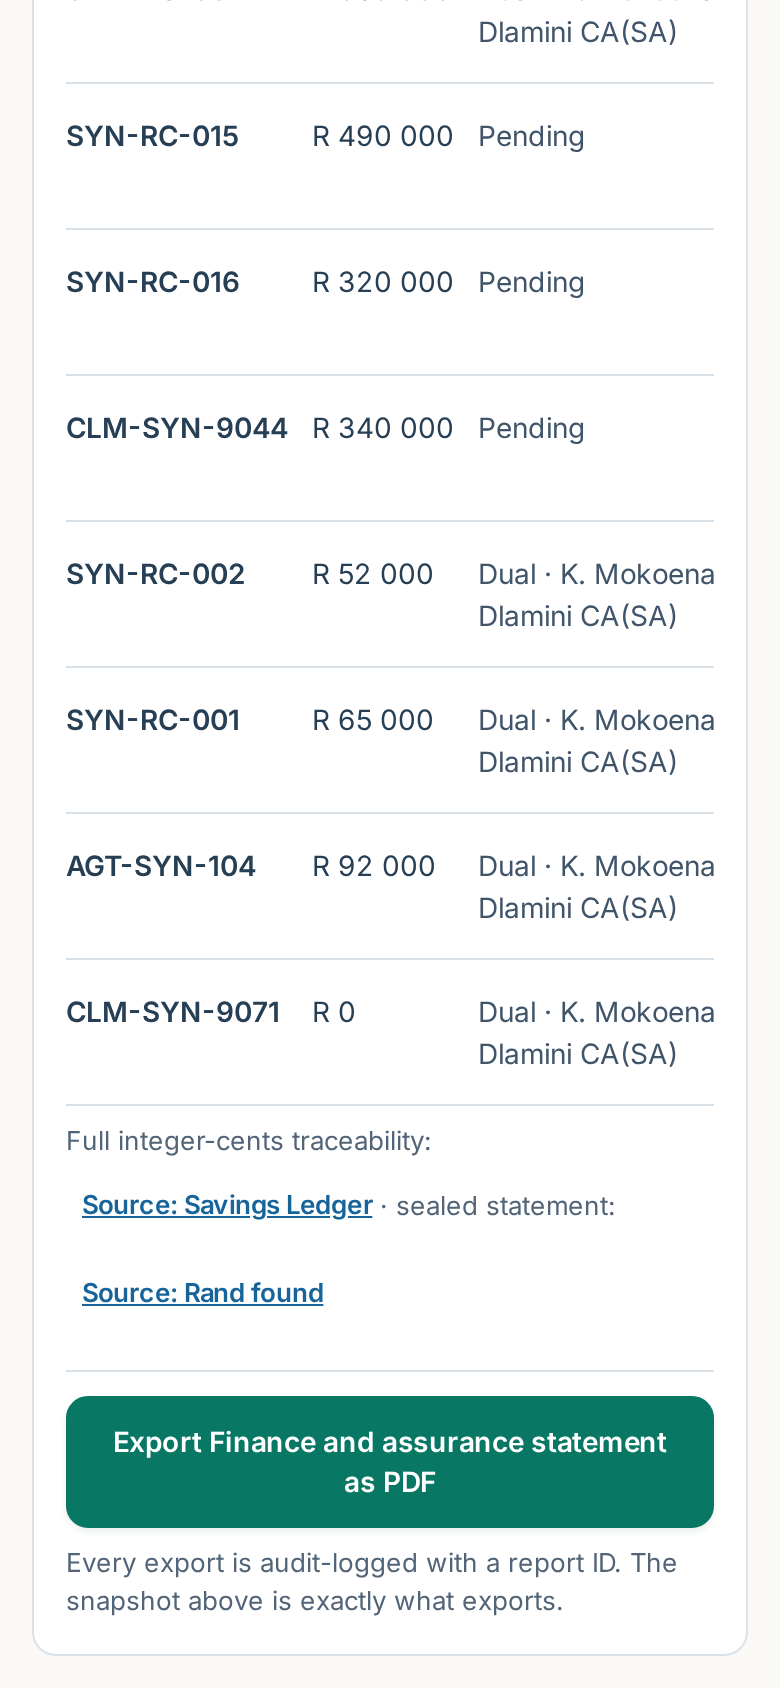 Dlamini CA(SA)
SYN-RC-015 R 490 000 Pending
SYN-RC-016 R 320 000 Pending
CLM-SYN-9044 R 340 000 Pending
SYN-RC-002 R 52 000 Dual · K. Mokoena
Dlamini CA(SA)
SYN-RC-001 R 65 000 Dual · K. Mokoena
Dlamini CA(SA)
AGT-SYN-104 R 92 000 Dual · K. Mokoena
Dlamini CA(SA)
CLM-SYN-9071 R 0 Dual · K. Mokoena
Dlamini CA(SA)
Full integer-cents traceability:
Source: Savings Ledger · sealed statement:
Source: Rand found
Export Finance and assurance statement
as PDF
Every export is audit-logged with a report ID. The
snapshot above is exactly what exports.